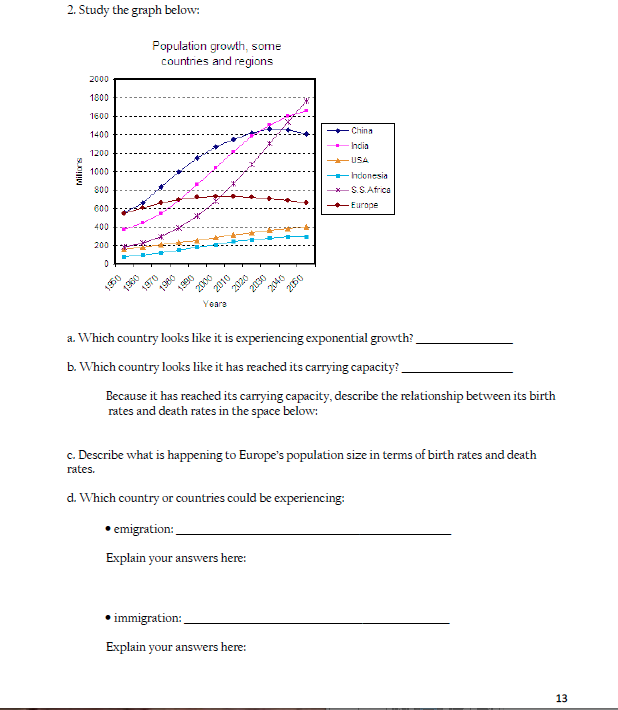 2. Study the graph below:
Population growth, some
countries and regions
Millions
2000
1800
1600
1400
1200
1000
800
600
400
200
0
1950
1960
1970
1980
1990
2000
2010
2020
2030
2040
2050
Years
China
India
USA
Indonesia
S.S.Africa
Europe
a. Which country looks like it is experiencing exponential growth?
b. Which country looks like it has reached its carrying capacity?
Because it has reached its carrying capacity, describe the relationship between its birth
rates and death rates in the space below:
c. Describe what is happening to Europe's population size in terms of birth rates and death
rates.
d. Which country or countries could be experiencing:
• emigration:
Explain your answers here:
• immigration:
Explain your answers here:
13